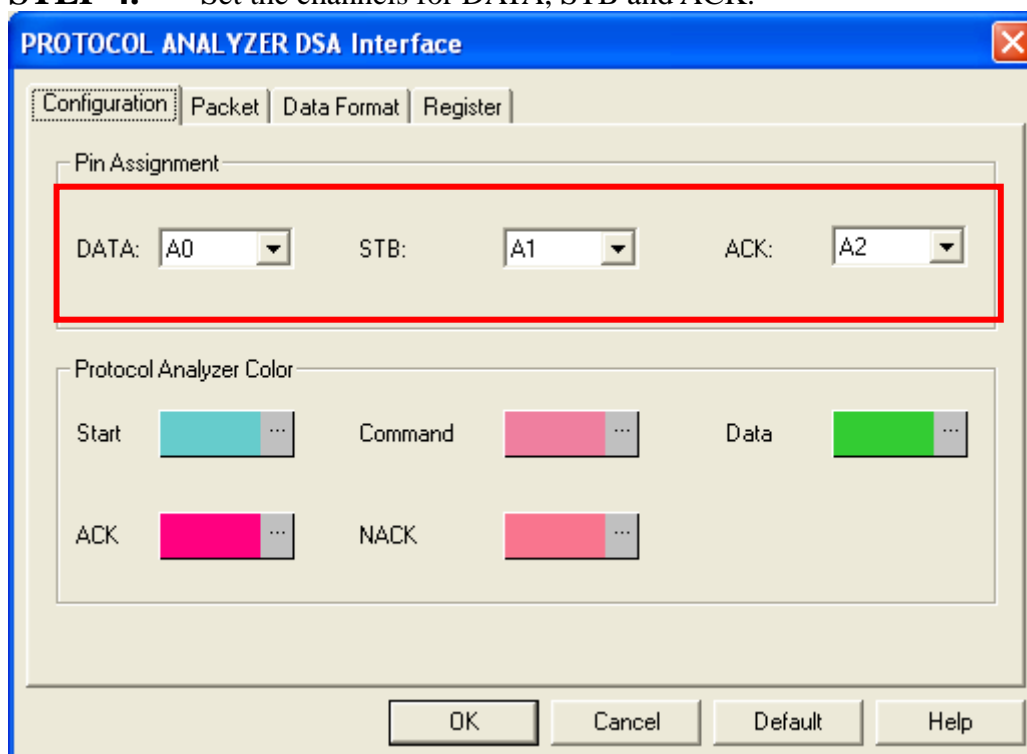 STEP 4. Set the channels for DATA, STB and ACK.
PROTOCOL ANALYZER DSA Interface
Configuration Packet Data Format Register
Pin Assignment
DATA: A0 STB: A1 ACK: A2
Protocol Analyzer Color
Start ... Command ... Data ...
ACK ... NACK ...
OK Cancel Default Help